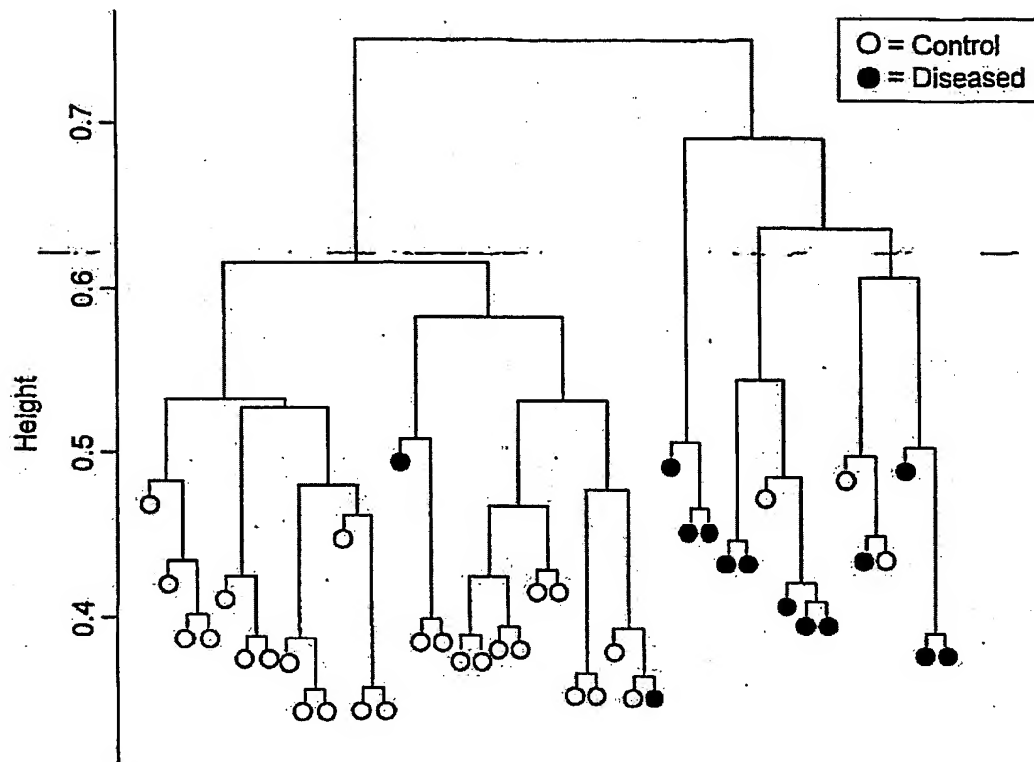 O = Control
● = Diseased
0.7
0.6
0.5
0.4
Height